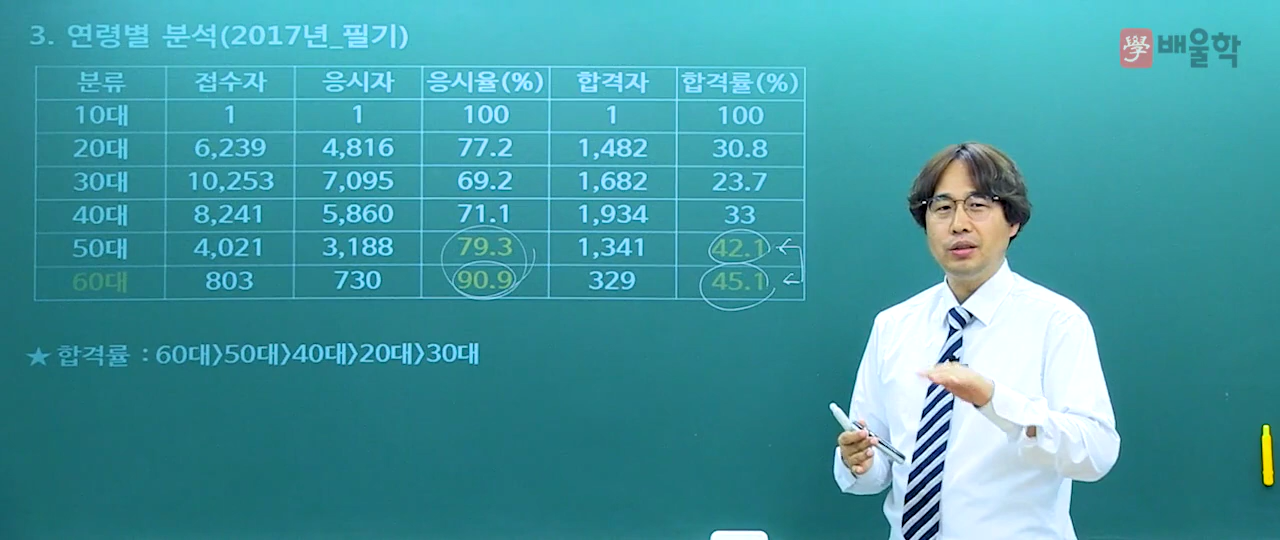 3. 연령별 분석(2017년_필기)
學 배울학
분류 접수자 응시자 응시율(%) 합격자 합격률(%)
10대 1 1 100 1 100
20대 6,239 4,816 77.2 1,482 30.8
30대 10,253 7,095 69.2 1,682 23.7
40대 8,241 5,860 71.1 1,934 33
50대 4,021 3,188 79.3 1,341 42.1
60대 803 730 90.9 329 45.1
★ 합격률 : 60대>50대>40대>20대>30대